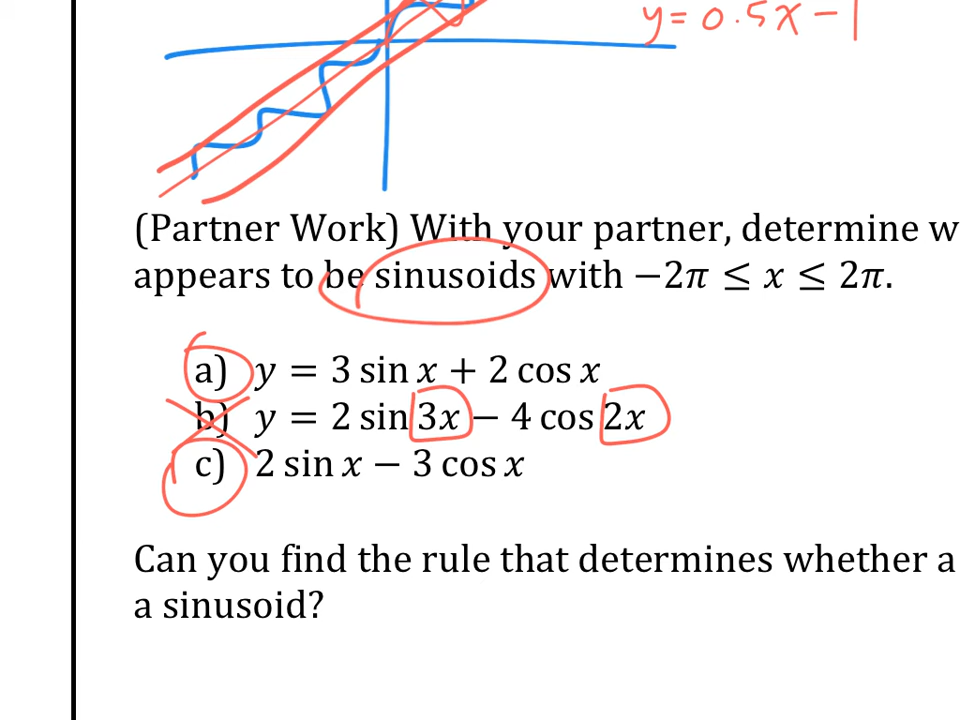 y = 0.5x − 1
(Partner Work) With your partner, determine w
appears to be sinusoids with −2π ≤ x ≤ 2π.
a) y = 3 sin x + 2 cos x
b) y = 2 sin 3x − 4 cos 2x
c) 2 sin x − 3 cos x
Can you find the rule that determines whether a
a sinusoid?